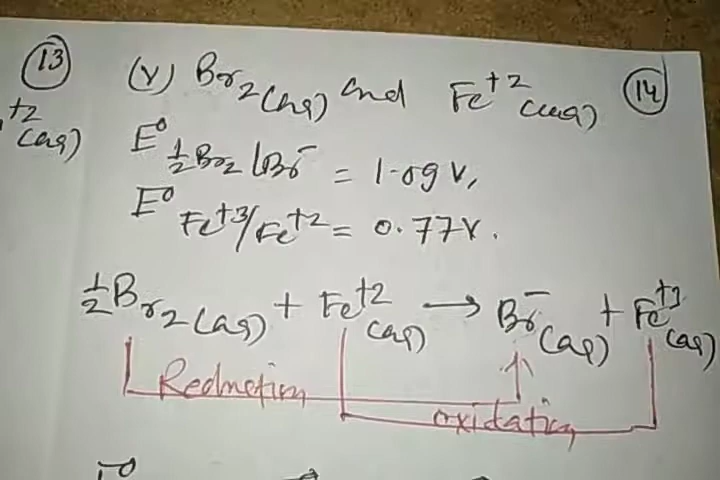 13
(v) Br2(aq) and Fe+2(aq)
14
+2(aq)
E° ½Br2|Br⁻ = 1.09 V,
E° Fe+3/Fe+2 = 0.77 V.
½Br2(aq) + Fe+2(aq) → Br⁻(aq) + Fe+3(aq)
Reduction
oxidation